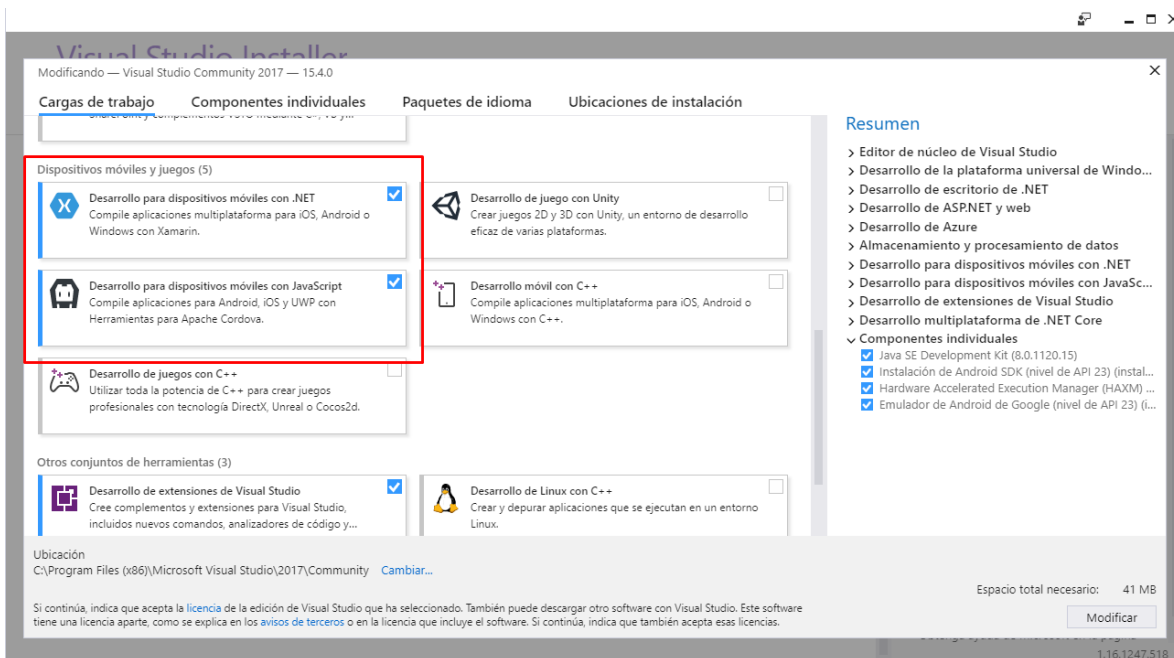 Visual Studio Installer
Modificando — Visual Studio Community 2017 — 15.4.0
Cargas de trabajo
Componentes individuales
Paquetes de idioma
Ubicaciones de instalación
Dispositivos móviles y juegos (5)
Desarrollo para dispositivos móviles con .NET
Compile aplicaciones multiplataforma para iOS, Android o
Windows con Xamarin.
Desarrollo de juego con Unity
Crear juegos 2D y 3D con Unity, un entorno de desarrollo
eficaz de varias plataformas.
Desarrollo para dispositivos móviles con JavaScript
Compile aplicaciones para Android, iOS y UWP con
Herramientas para Apache Cordova.
Desarrollo móvil con C++
Compile aplicaciones multiplataforma para iOS, Android o
Windows con C++.
Desarrollo de juegos con C++
Utilizar toda la potencia de C++ para crear juegos
profesionales con tecnología DirectX, Unreal o Cocos2d.
Otros conjuntos de herramientas (3)
Desarrollo de extensiones de Visual Studio
Cree complementos y extensiones para Visual Studio,
incluidos nuevos comandos, analizadores de código y...
Desarrollo de Linux con C++
Crear y depurar aplicaciones que se ejecutan en un entorno
Linux.
Resumen
Editor de núcleo de Visual Studio
Desarrollo de la plataforma universal de Windo...
Desarrollo de escritorio de .NET
Desarrollo de ASP.NET y web
Desarrollo de Azure
Almacenamiento y procesamiento de datos
Desarrollo para dispositivos móviles con .NET
Desarrollo para dispositivos móviles con JavaSc...
Desarrollo de extensiones de Visual Studio
Desarrollo multiplataforma de .NET Core
Componentes individuales
Java SE Development Kit (8.0.1120.15)
Instalación de Android SDK (nivel de API 23) (instal...
Hardware Accelerated Execution Manager (HAXM) ...
Emulador de Android de Google (nivel de API 23) (i...
Ubicación
C:\Program Files (x86)\Microsoft Visual Studio\2017\Community Cambiar...
Espacio total necesario: 41 MB
Si continúa, indica que acepta la licencia de la edición de Visual Studio que ha seleccionado. También puede descargar otro software con Visual Studio. Este software
tiene una licencia aparte, como se explica en los avisos de terceros o en la licencia que incluye el software. Si continúa, indica que también acepta esas licencias.
Modificar
1.16.1247.518